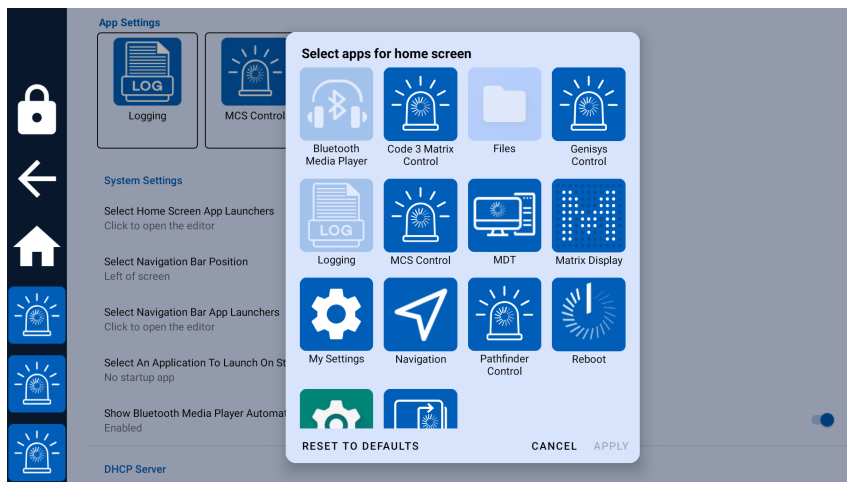 App Settings
LOG
Logging
MCS Control
System Settings
Select Home Screen App Launchers
Click to open the editor
Select Navigation Bar Position
Left of screen
Select Navigation Bar App Launchers
Click to open the editor
Select An Application To Launch On St
No startup app
Show Bluetooth Media Player Automat
Enabled
DHCP Server
Select apps for home screen
Bluetooth
Media Player
Code 3 Matrix
Control
Files
Genisys
Control
LOG
Logging
MCS Control
MDT
Matrix Display
My Settings
Navigation
Pathfinder
Control
Reboot
RESET TO DEFAULTS
CANCEL
APPLY